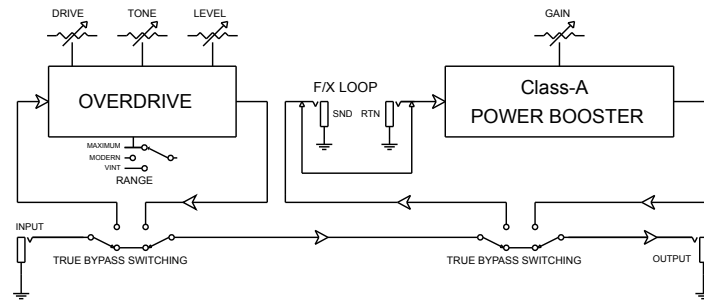 DRIVE TONE LEVEL GAIN
OVERDRIVE
F/X LOOP
SND RTN
Class-A
POWER BOOSTER
MAXIMUM
MODERN
VINT
RANGE
INPUT
TRUE BYPASS SWITCHING
TRUE BYPASS SWITCHING
OUTPUT